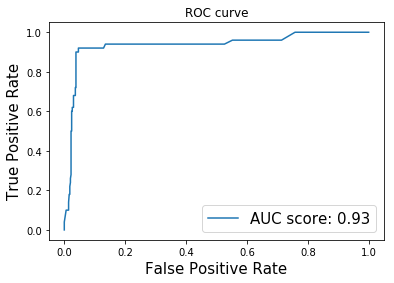 ROC curve
True Positive Rate
1.0
0.8
0.6
0.4
0.2
0.0
AUC score: 0.93
0.0 0.2 0.4 0.6 0.8 1.0
False Positive Rate